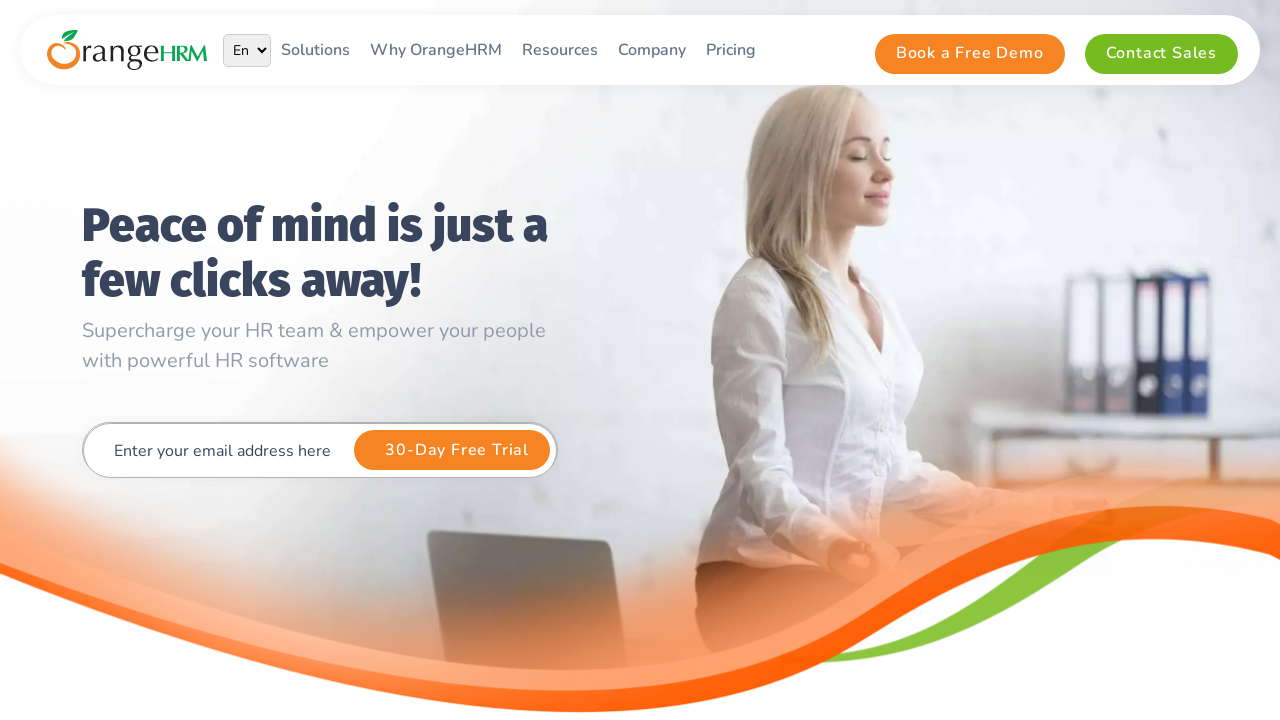 OrangeHRM
En
Solutions
Why OrangeHRM
Resources
Company
Pricing
Book a Free Demo
Contact Sales
Peace of mind is just a
few clicks away!
Supercharge your HR team & empower your people
with powerful HR software
Enter your email address here
30-Day Free Trial